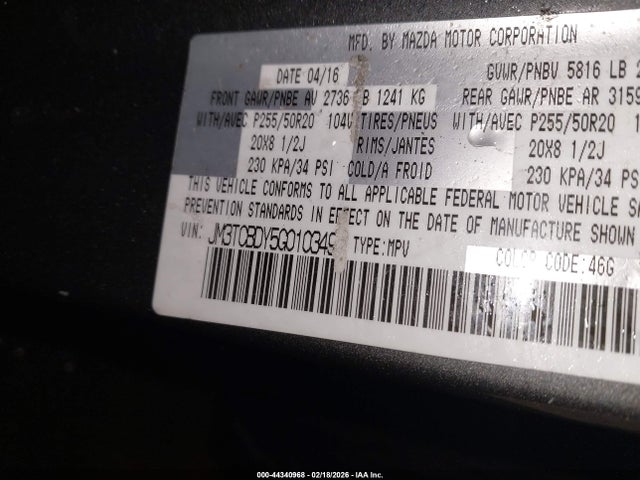 MFD. BY MAZDA MOTOR CORPORATION
DATE 04/16 GVWR/PNBV 5816 LB
FRONT GAWR/PNBE AV 2736 LB 1241 KG REAR GAWR/PNBE AR 3159
WITH/AVEC P255/50R20 104V TIRES/PNEUS WITH/AVEC P255/50R20
20X8 1/2J RIMS/JANTES 20X8 1/2J
230 KPA/34 PSI COLD/A FROID 230 KPA/34 PSI
THIS VEHICLE CONFORMS TO ALL APPLICABLE FEDERAL MOTOR VEHICLE
PREVENTION STANDARDS IN EFFECT ON THE DATE OF MANUFACTURE SHOWN
VIN: TYPE:MPV
COLOR CODE:46G
000-44340968 - 02/18/2026 - IAA Inc.